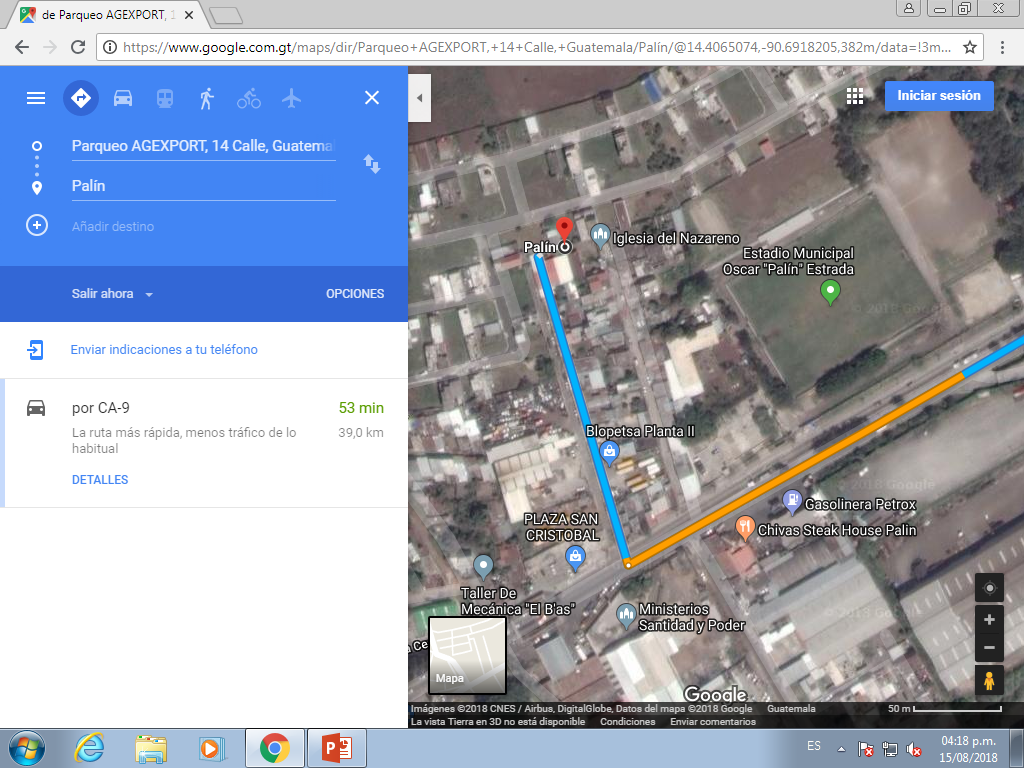 de Parqueo AGEXPORT, 1
https://www.google.com.gt/maps/dir/Parqueo+AGEXPORT,+14+Calle,+Guatemala/Palín/@14.4065074,-90.6918205,382m/data=!3m...
Parqueo AGEXPORT, 14 Calle, Guatema
Palín
Añadir destino
Salir ahora
OPCIONES
Enviar indicaciones a tu teléfono
por CA-9
53 min
La ruta más rápida, menos tráfico de lo
habitual
39,0 km
DETALLES
Iniciar sesión
Palín
Iglesia del Nazareno
Estadio Municipal
Oscar "Palín" Estrada
© 2018 Google
Blopetsa Planta II
© 2018 Google
Gasolinera Petrox
PLAZA SAN
CRISTOBAL
Chivas Steak House Palin
Taller De
Mecánica "El B'as"
Ministerios
Santidad y Poder
© 2018 Google
Mapa
Google
Imágenes ©2018 CNES / Airbus, DigitalGlobe, Datos del mapa ©2018 Google
Guatemala
50 m
La vista Tierra en 3D no está disponible
Condiciones
Enviar comentarios
ES
04:18 p.m.
15/08/2018